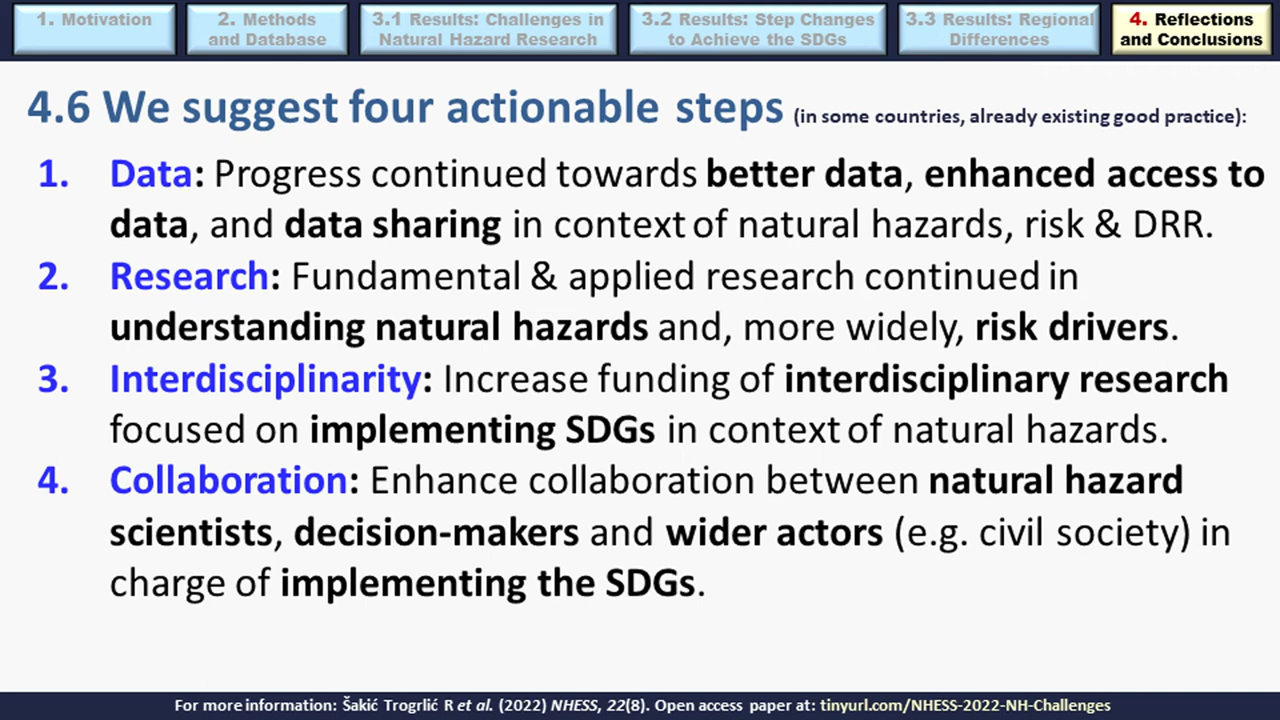 1. Motivation
2. Methods
and Database
3.1 Results: Challenges in
Natural Hazard Research
3.2 Results: Step Changes
to Achieve the SDGs
3.3 Results: Regional
Differences
4. Reflections
and Conclusions
4.6 We suggest four actionable steps (in some countries, already existing good practice):
1. Data: Progress continued towards better data, enhanced access to
data, and data sharing in context of natural hazards, risk & DRR.
2. Research: Fundamental & applied research continued in
understanding natural hazards and, more widely, risk drivers.
3. Interdisciplinarity: Increase funding of interdisciplinary research
focused on implementing SDGs in context of natural hazards.
4. Collaboration: Enhance collaboration between natural hazard
scientists, decision-makers and wider actors (e.g. civil society) in
charge of implementing the SDGs.
For more information: Šakić Trogrlić R et al. (2022) NHESS, 22(8). Open access paper at: tinyurl.com/NHESS-2022-NH-Challenges